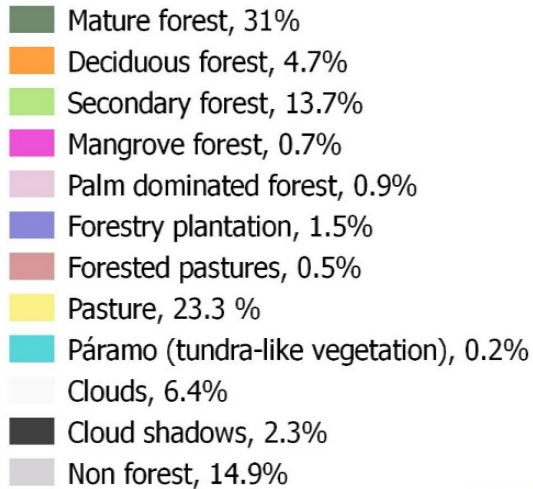 Mature forest, 31%
Deciduous forest, 4.7%
Secondary forest, 13.7%
Mangrove forest, 0.7%
Palm dominated forest, 0.9%
Forestry plantation, 1.5%
Forested pastures, 0.5%
Pasture, 23.3 %
Páramo (tundra-like vegetation), 0.2%
Clouds, 6.4%
Cloud shadows, 2.3%
Non forest, 14.9%